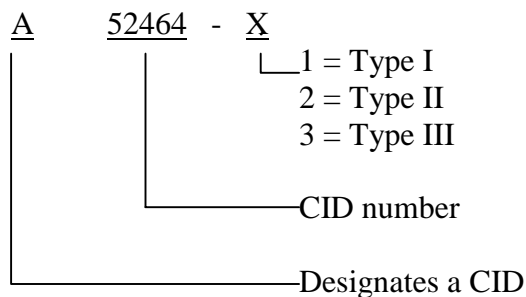 A 52464 - X
1 = Type I
2 = Type II
3 = Type III
CID number
Designates a CID